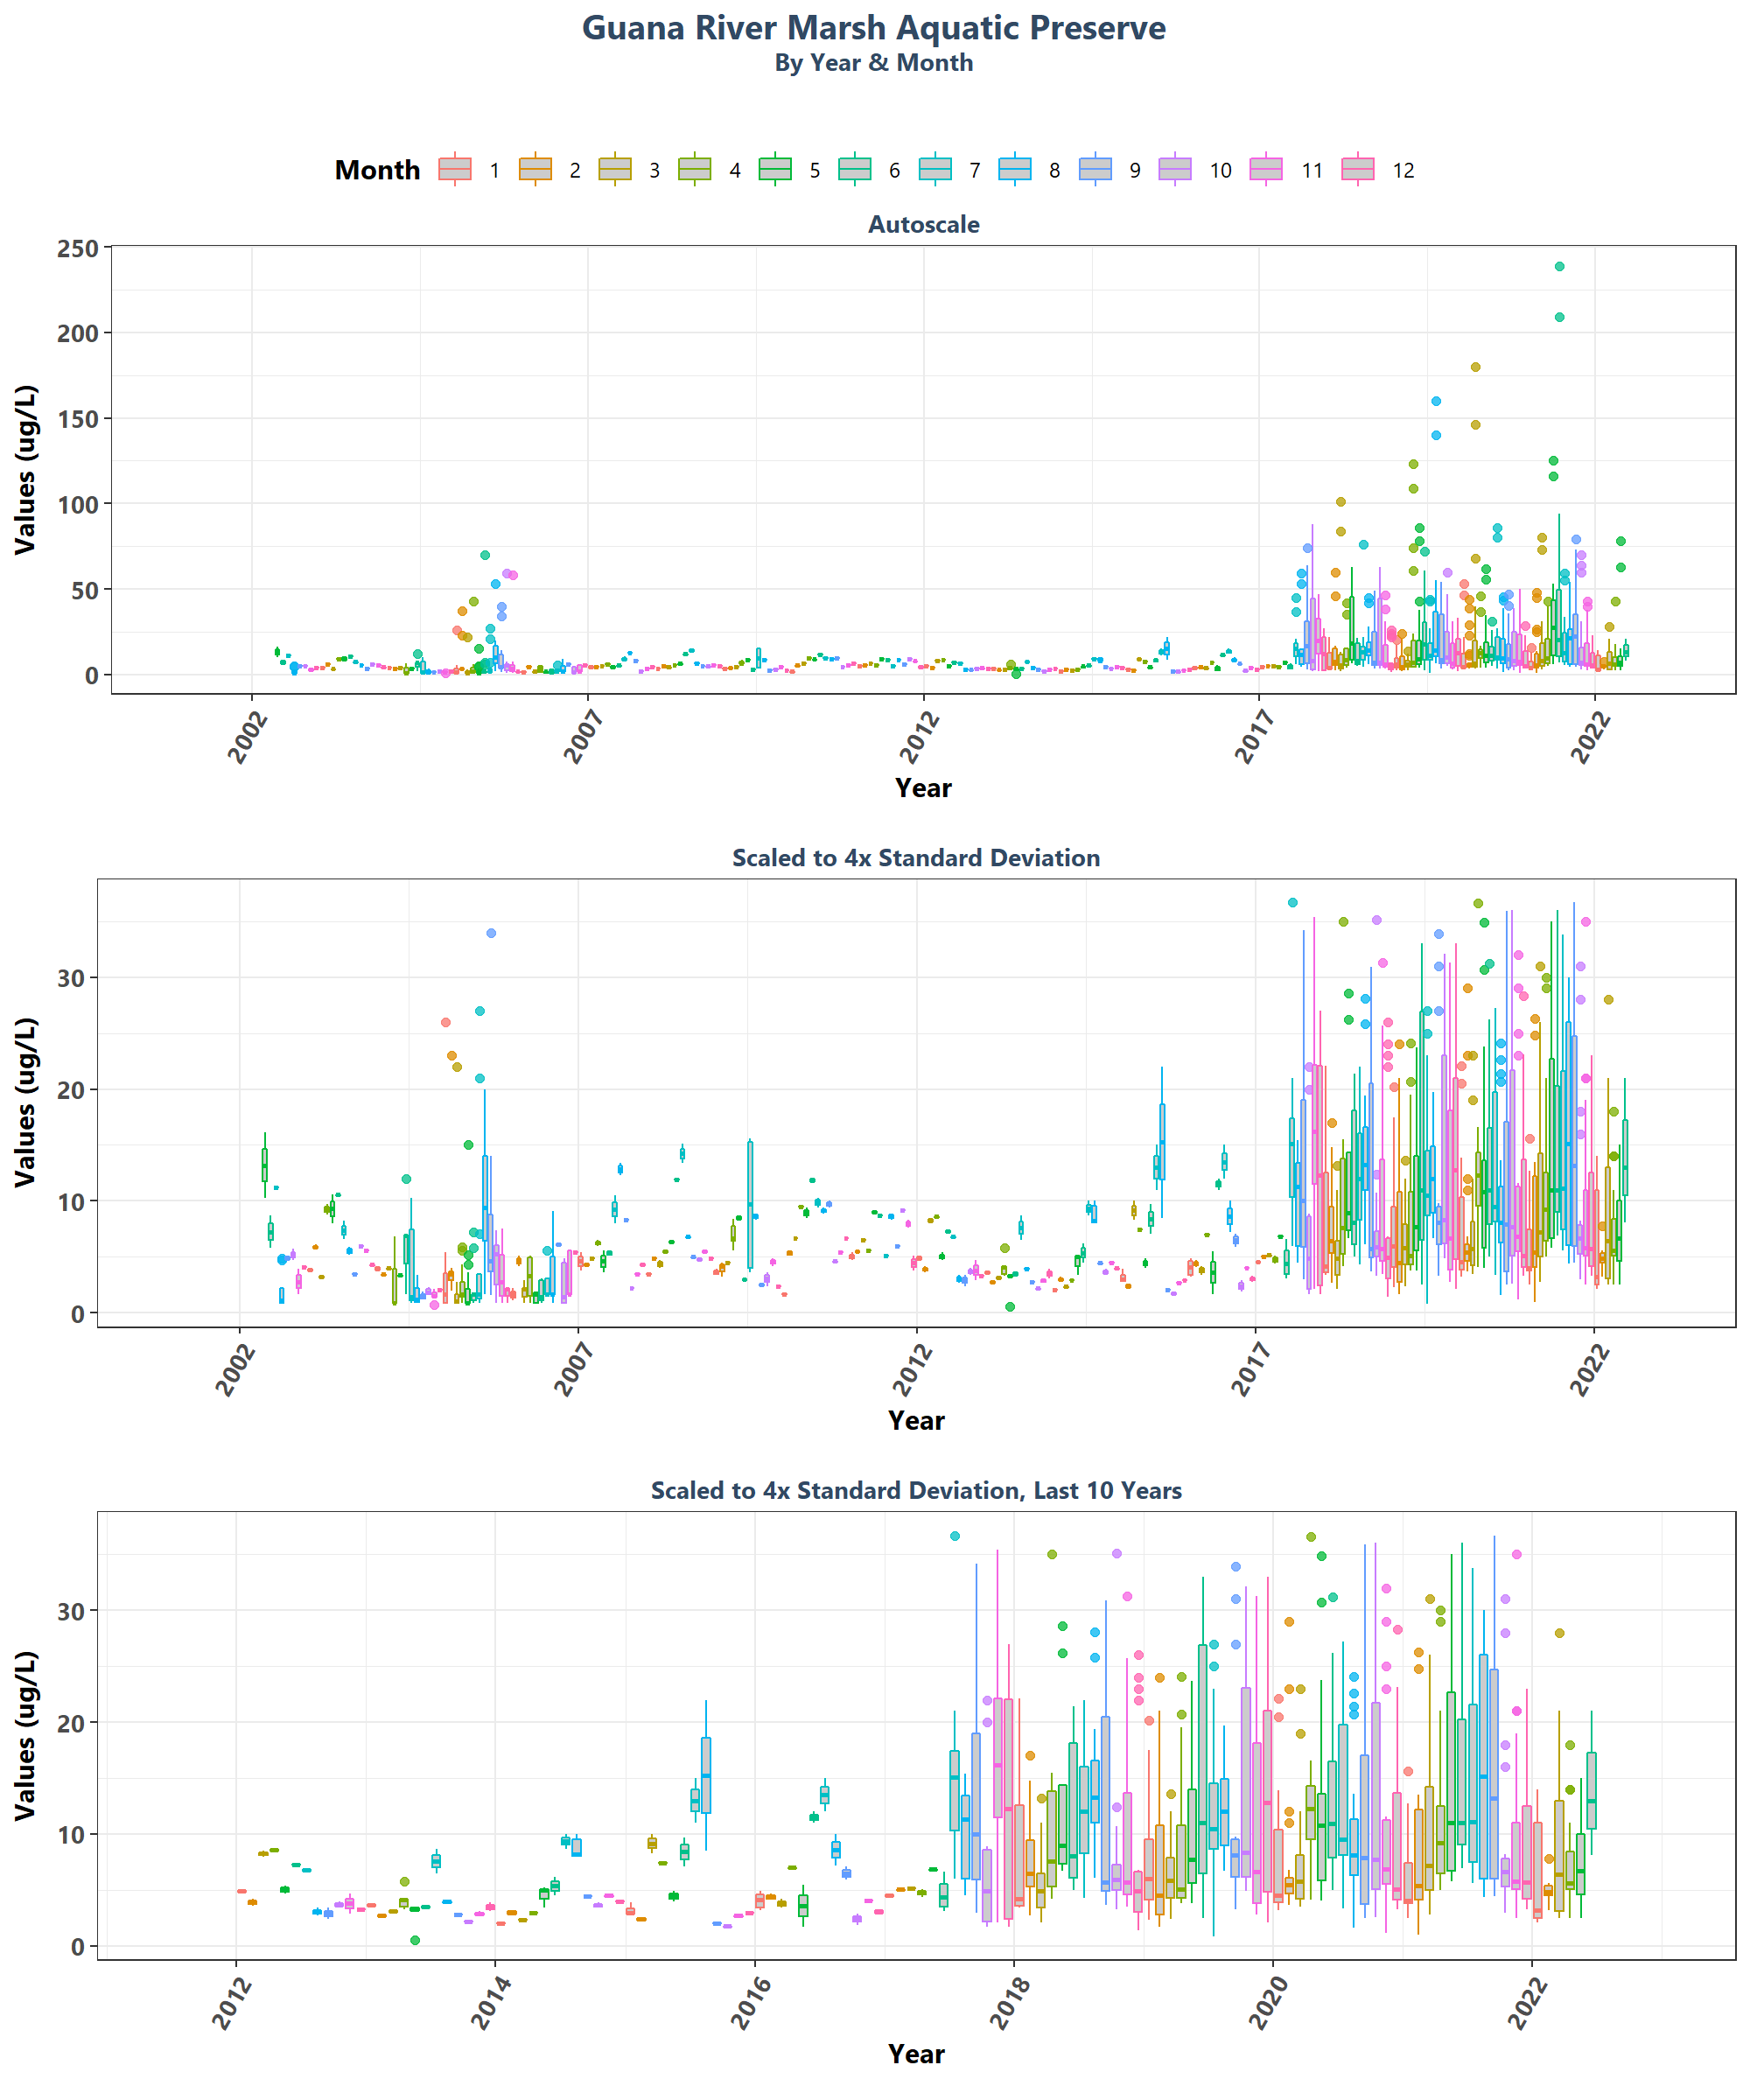 Guana River Marsh Aquatic Preserve
By Year & Month
Month 1 2 3 4 5 6 7 8 9 10 11 12
Autoscale
Values (ug/L)
250
200
150
100
50
0
2002 2007 2012 2017 2022
Year
Scaled to 4x Standard Deviation
Values (ug/L)
30
20
10
0
2002 2007 2012 2017 2022
Year
Scaled to 4x Standard Deviation, Last 10 Years
Values (ug/L)
30
20
10
0
2012 2014 2016 2018 2020 2022
Year